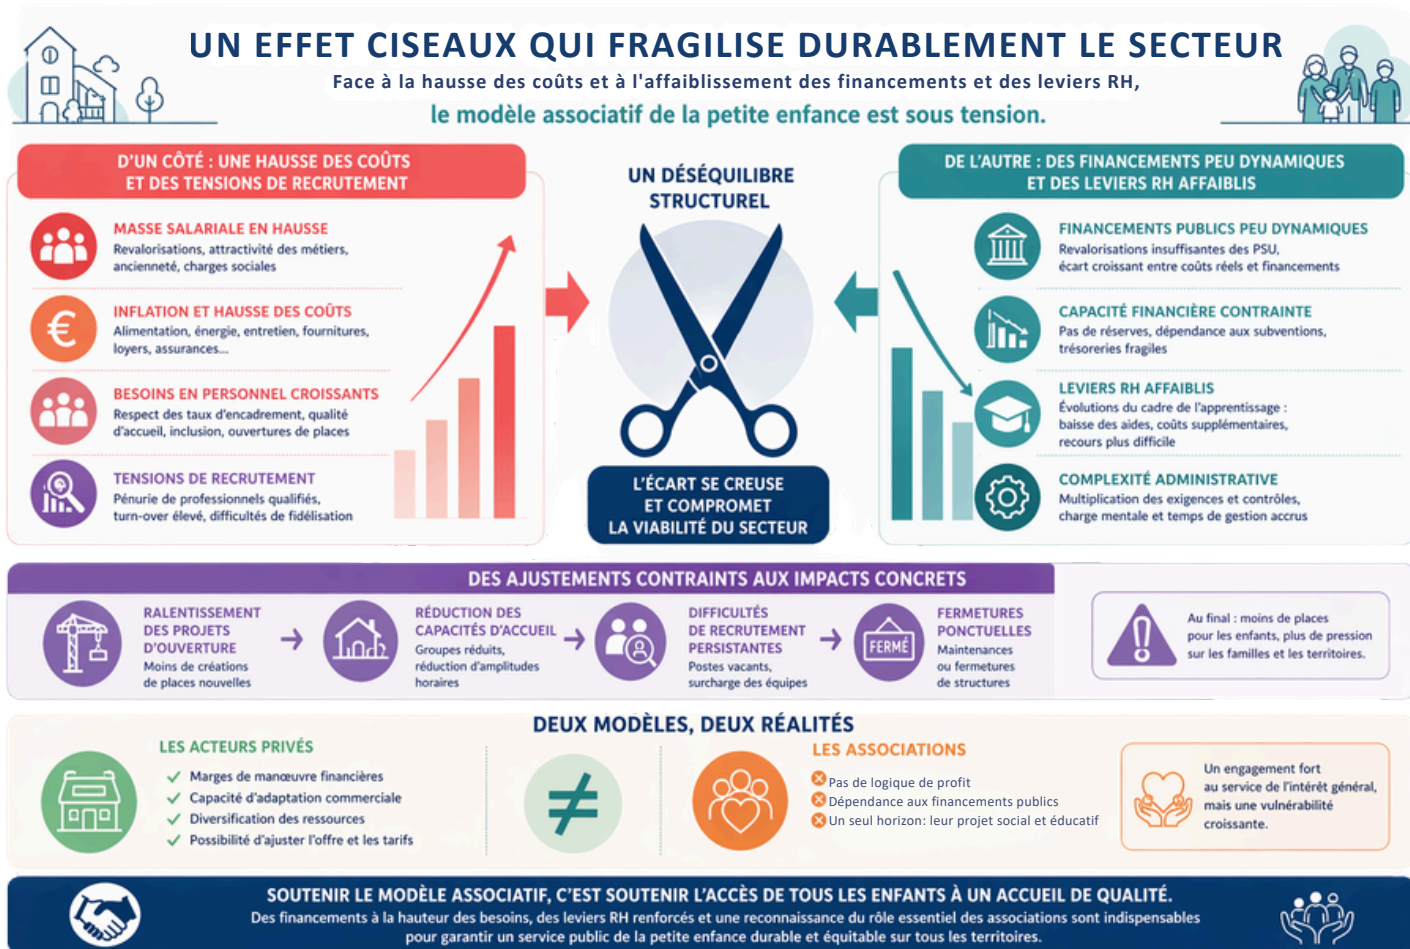 UN EFFET CISEAUX QUI FRAGILISE DURABLEMENT LE SECTEUR
Face à la hausse des coûts et à l'affaiblissement des financements et des leviers RH,
le modèle associatif de la petite enfance est sous tension.
D'UN CÔTÉ : UNE HAUSSE DES COÛTS
ET DES TENSIONS DE RECRUTEMENT
MASSE SALARIALE EN HAUSSE
Revalorisations, attractivité des métiers,
ancienneté, charges sociales
€
INFLATION ET HAUSSE DES COÛTS
Alimentation, énergie, entretien, fournitures,
loyers, assurances...
BESOINS EN PERSONNEL CROISSANTS
Respect des taux d'encadrement, qualité
d'accueil, inclusion, ouvertures de places
TENSIONS DE RECRUTEMENT
Pénurie de professionnels qualifiés,
turn-over élevé, difficultés de fidélisation
UN DÉSÉQUILIBRE
STRUCTUREL
L'ÉCART SE CREUSE
ET COMPROMET
LA VIABILITÉ DU SECTEUR
DE L'AUTRE : DES FINANCEMENTS PEU DYNAMIQUES
ET DES LEVIERS RH AFFAIBLIS
FINANCEMENTS PUBLICS PEU DYNAMIQUES
Revalorisations insuffisantes des PSU,
écart croissant entre coûts réels et financements
CAPACITÉ FINANCIÈRE CONTRAINTE
Pas de réserves, dépendance aux subventions,
trésoreries fragiles
LEVIERS RH AFFAIBLIS
Évolutions du cadre de l'apprentissage :
baisse des aides, coûts supplémentaires,
recours plus difficile
COMPLEXITÉ ADMINISTRATIVE
Multiplication des exigences et contrôles,
charge mentale et temps de gestion accrus
DES AJUSTEMENTS CONTRAINTS AUX IMPACTS CONCRETS
RALENTISSEMENT
DES PROJETS
D'OUVERTURE
Moins de créations
de places nouvelles
RÉDUCTION DES
CAPACITÉS D'ACCUEIL
Groupes réduits,
réduction d'amplitudes
horaires
DIFFICULTÉS
DE RECRUTEMENT
PERSISTANTES
Postes vacants,
surcharge des équipes
FERMÉ
FERMETURES
PONCTUELLES
Maintenances
ou fermetures
de structures
Au final : moins de places
pour les enfants, plus de pression
sur les familles et les territoires.
DEUX MODÈLES, DEUX RÉALITÉS
LES ACTEURS PRIVÉS
Marges de manœuvre financières
Capacité d'adaptation commerciale
Diversification des ressources
Possibilité d'ajuster l'offre et les tarifs
≠
LES ASSOCIATIONS
Pas de logique de profit
Dépendance aux financements publics
Un seul horizon: leur projet social et éducatif
Un engagement fort
au service de l'intérêt général,
mais une vulnérabilité
croissante.
SOUTENIR LE MODÈLE ASSOCIATIF, C'EST SOUTENIR L'ACCÈS DE TOUS LES ENFANTS À UN ACCUEIL DE QUALITÉ.
Des financements à la hauteur des besoins, des leviers RH renforcés et une reconnaissance du rôle essentiel des associations sont indispensables
pour garantir un service public de la petite enfance durable et équitable sur tous les territoires.